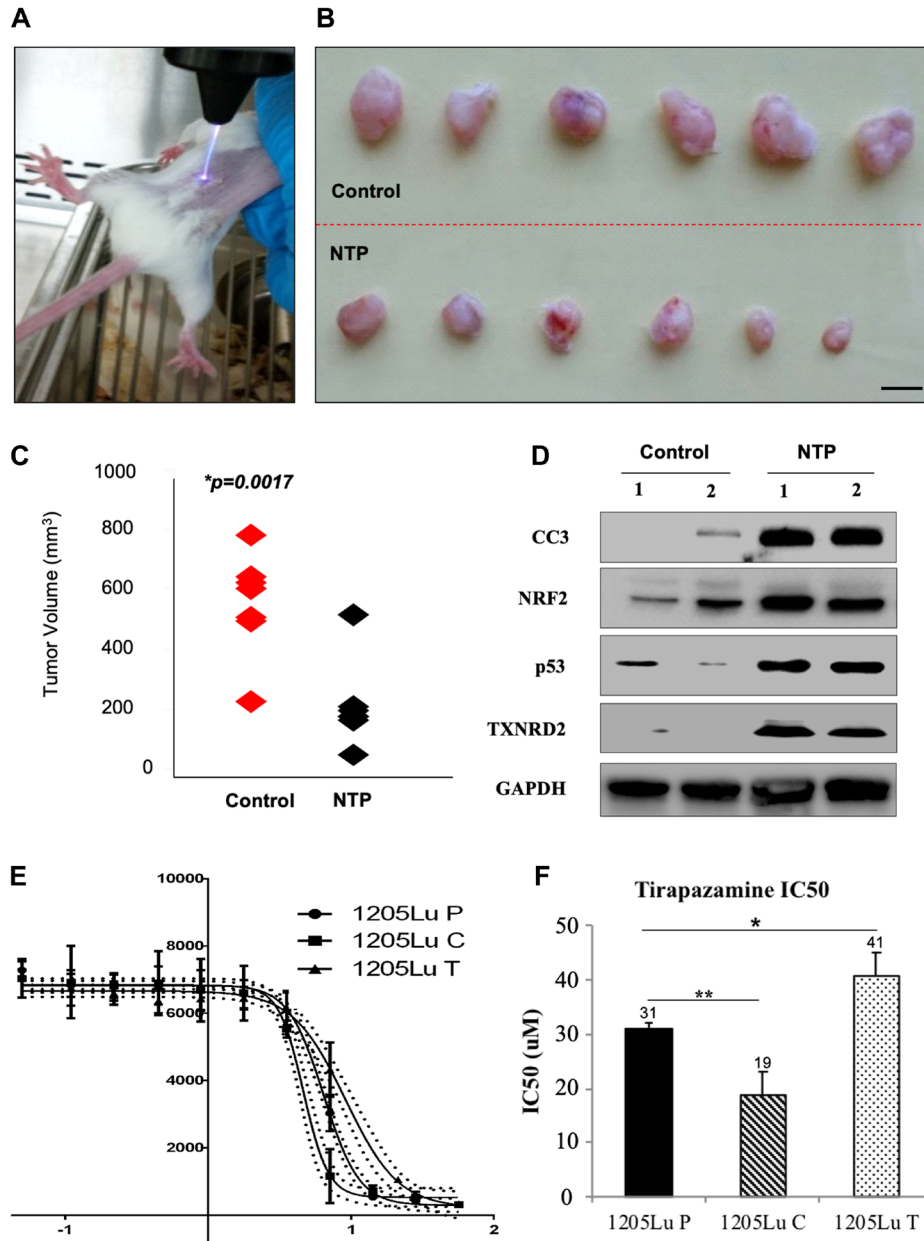 A
B
Control
NTP
C
1000
800
600
400
200
0
Tumor Volume (mm³)
*p=0.0017
Control NTP
D
Control NTP
1 2 1 2
CC3
NRF2
p53
TXNRD2
GAPDH
E
10000
8000
6000
4000
2000
-1 0 1 2
1205Lu P
1205Lu C
1205Lu T
F
Tirapazamine IC50
50
40
30
20
10
0
IC50 (uM)
*
**
31
19
41
1205Lu P 1205Lu C 1205Lu T